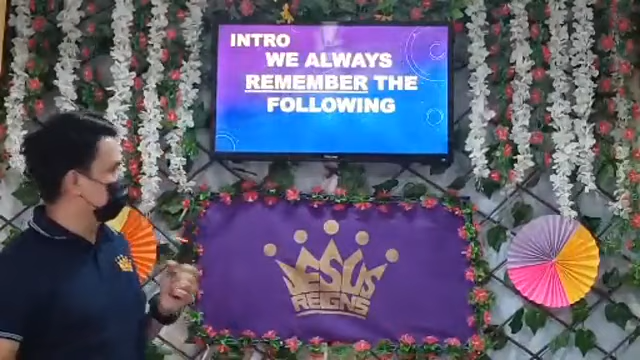 INTRO
WE ALWAYS
REMEMBER THE
FOLLOWING
JESUS
REIGNS